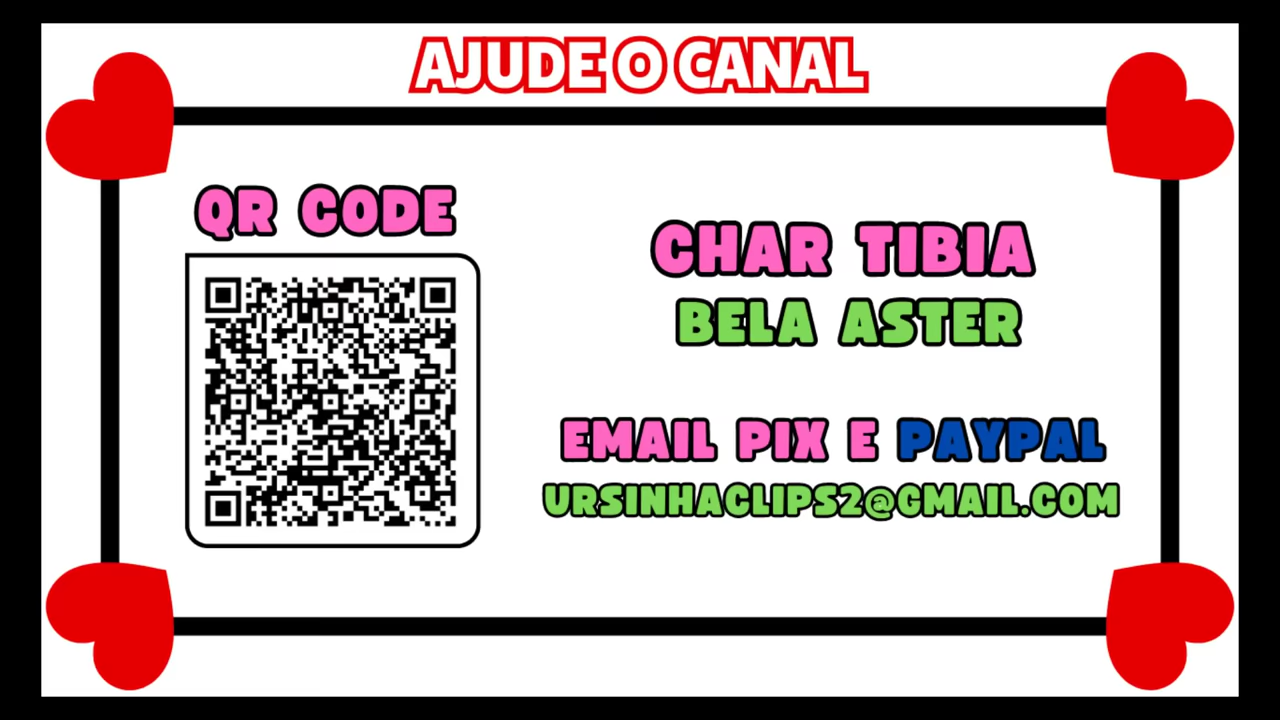 AJUDE O CANAL
QR CODE
CHAR TIBIA
BELA ASTER
EMAIL PIX E PAYPAL
URSINHACLIPS2@GMAIL.COM